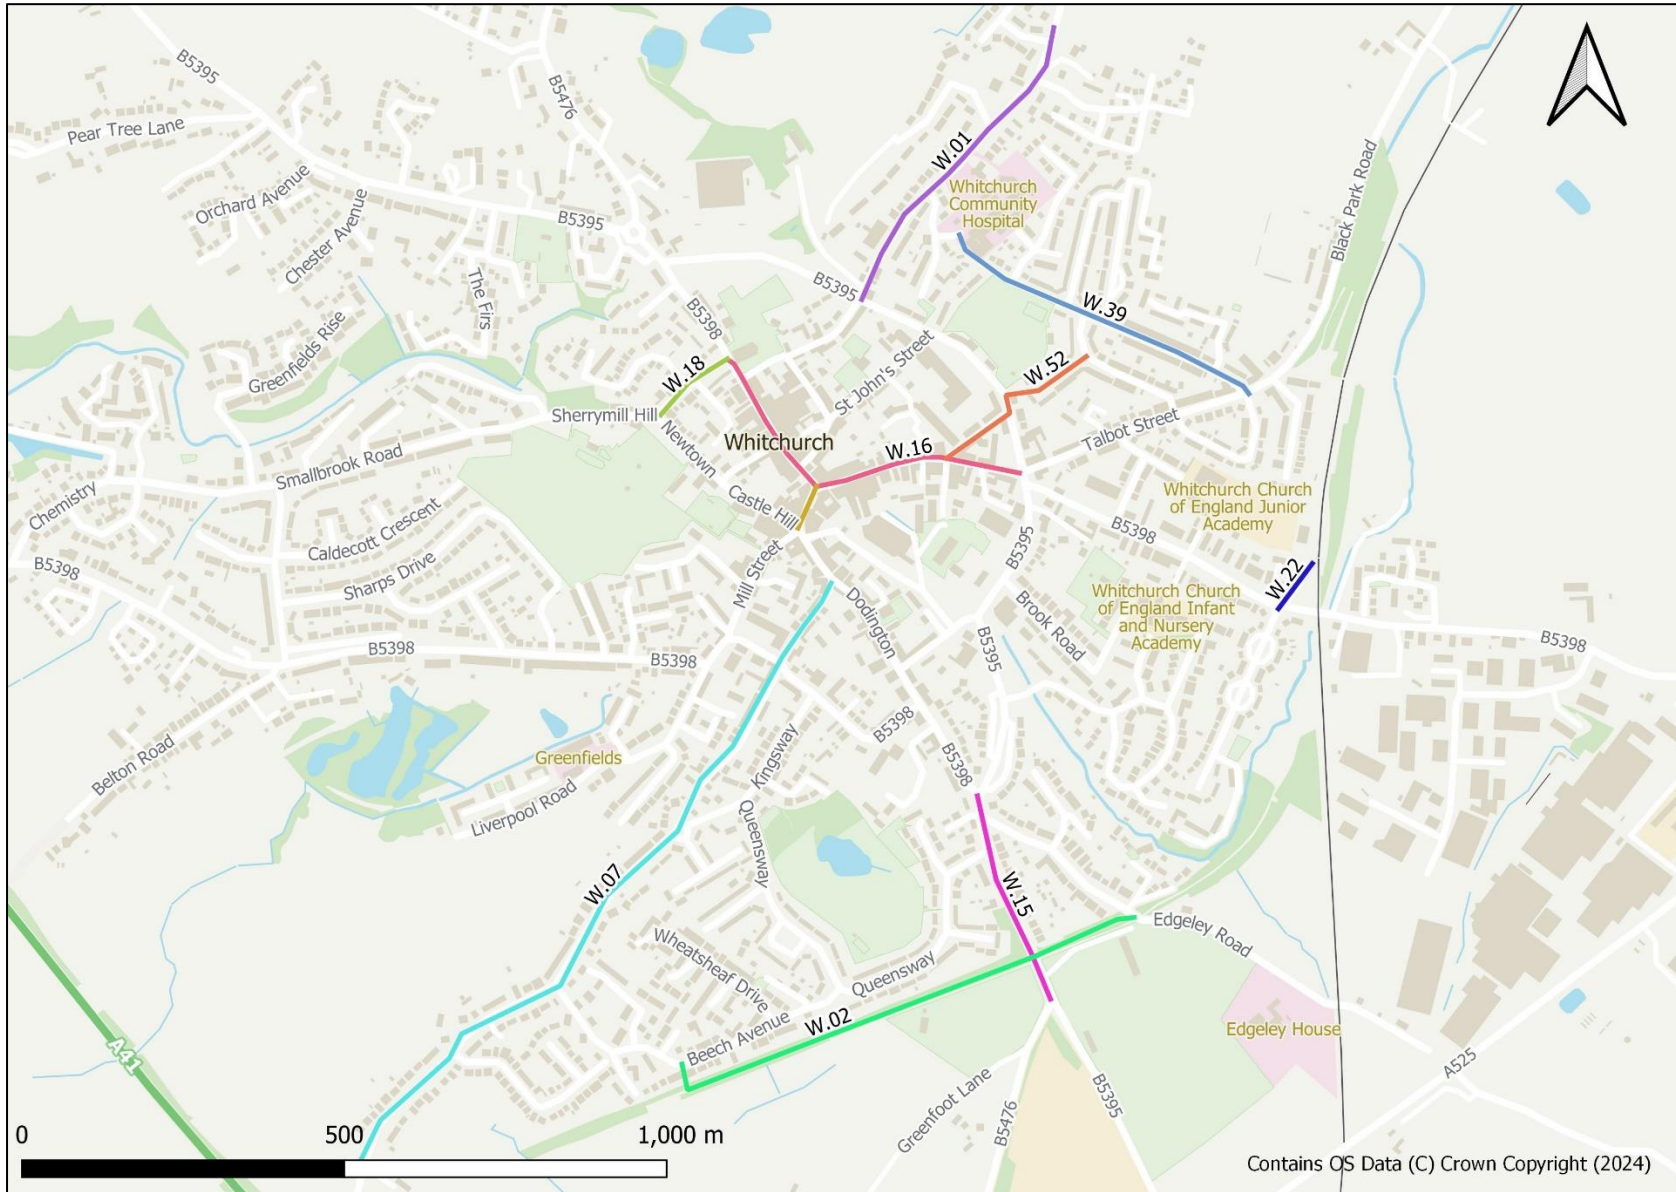 B5395
B5476
Pear Tree Lane
W.01
Whitchurch
Community
Hospital
Black Park Road
Orchard Avenue
Chester Avenue
B5395
The Firs
B5398
B5395
W.39
Greenfields Rise
St John's Street
W.18
W.52
Sherrymill Hill
Newtown
Whitchurch
W.16
Talbot Street
Smallbrook Road
Castle Hill
Whitchurch Church
of England Junior
Academy
Chemistry
Caldecott Crescent
B5398
B5395
B5398
Sharps Drive
Mill Street
W.22
Whitchurch Church
of England Infant
and Nursery
Academy
Dodington
Brook Road
B5398
B5398
B5395
B5398
Belton Road
Greenfields
Kingsway
B5398
B5398
Liverpool Road
Queensway
W.07
W.15
Edgeley Road
Wheatsheaf Drive
Queensway
Beech Avenue
W.02
Edgeley House
A41
A525
Greenfoot Lane
B5476
B5395
0 500 1,000 m
Contains OS Data (C) Crown Copyright (2024)